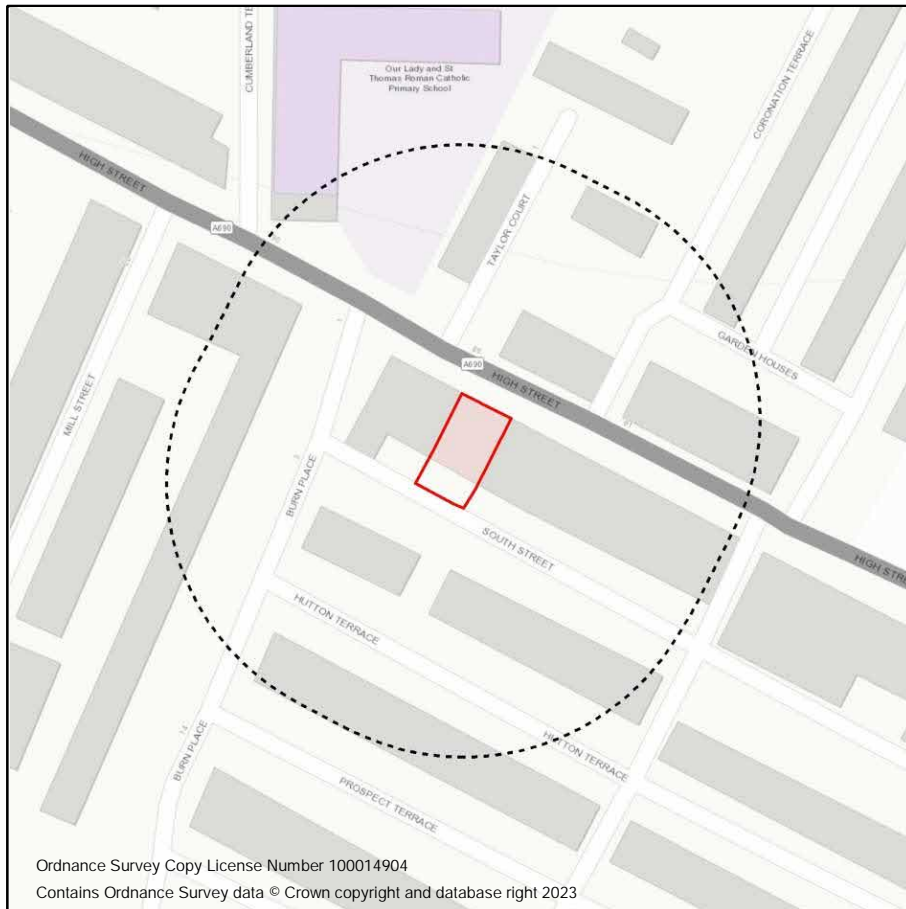 CUMBERLAND TE
Our Lady and St
Thomas Roman Catholic
Primary School
CORONATION TERRACE
HIGH STREET
A690
TAYLOR COURT
GARDEN HOUSES
MILL STREET
A690
HIGH STREET
BURN PLACE
SOUTH STREET
HIGH STRE
HUTTON TERRACE
BURN PLACE
HUTTON TERRACE
PROSPECT TERRACE
Ordnance Survey Copy License Number 100014904
Contains Ordnance Survey data © Crown copyright and database right 2023